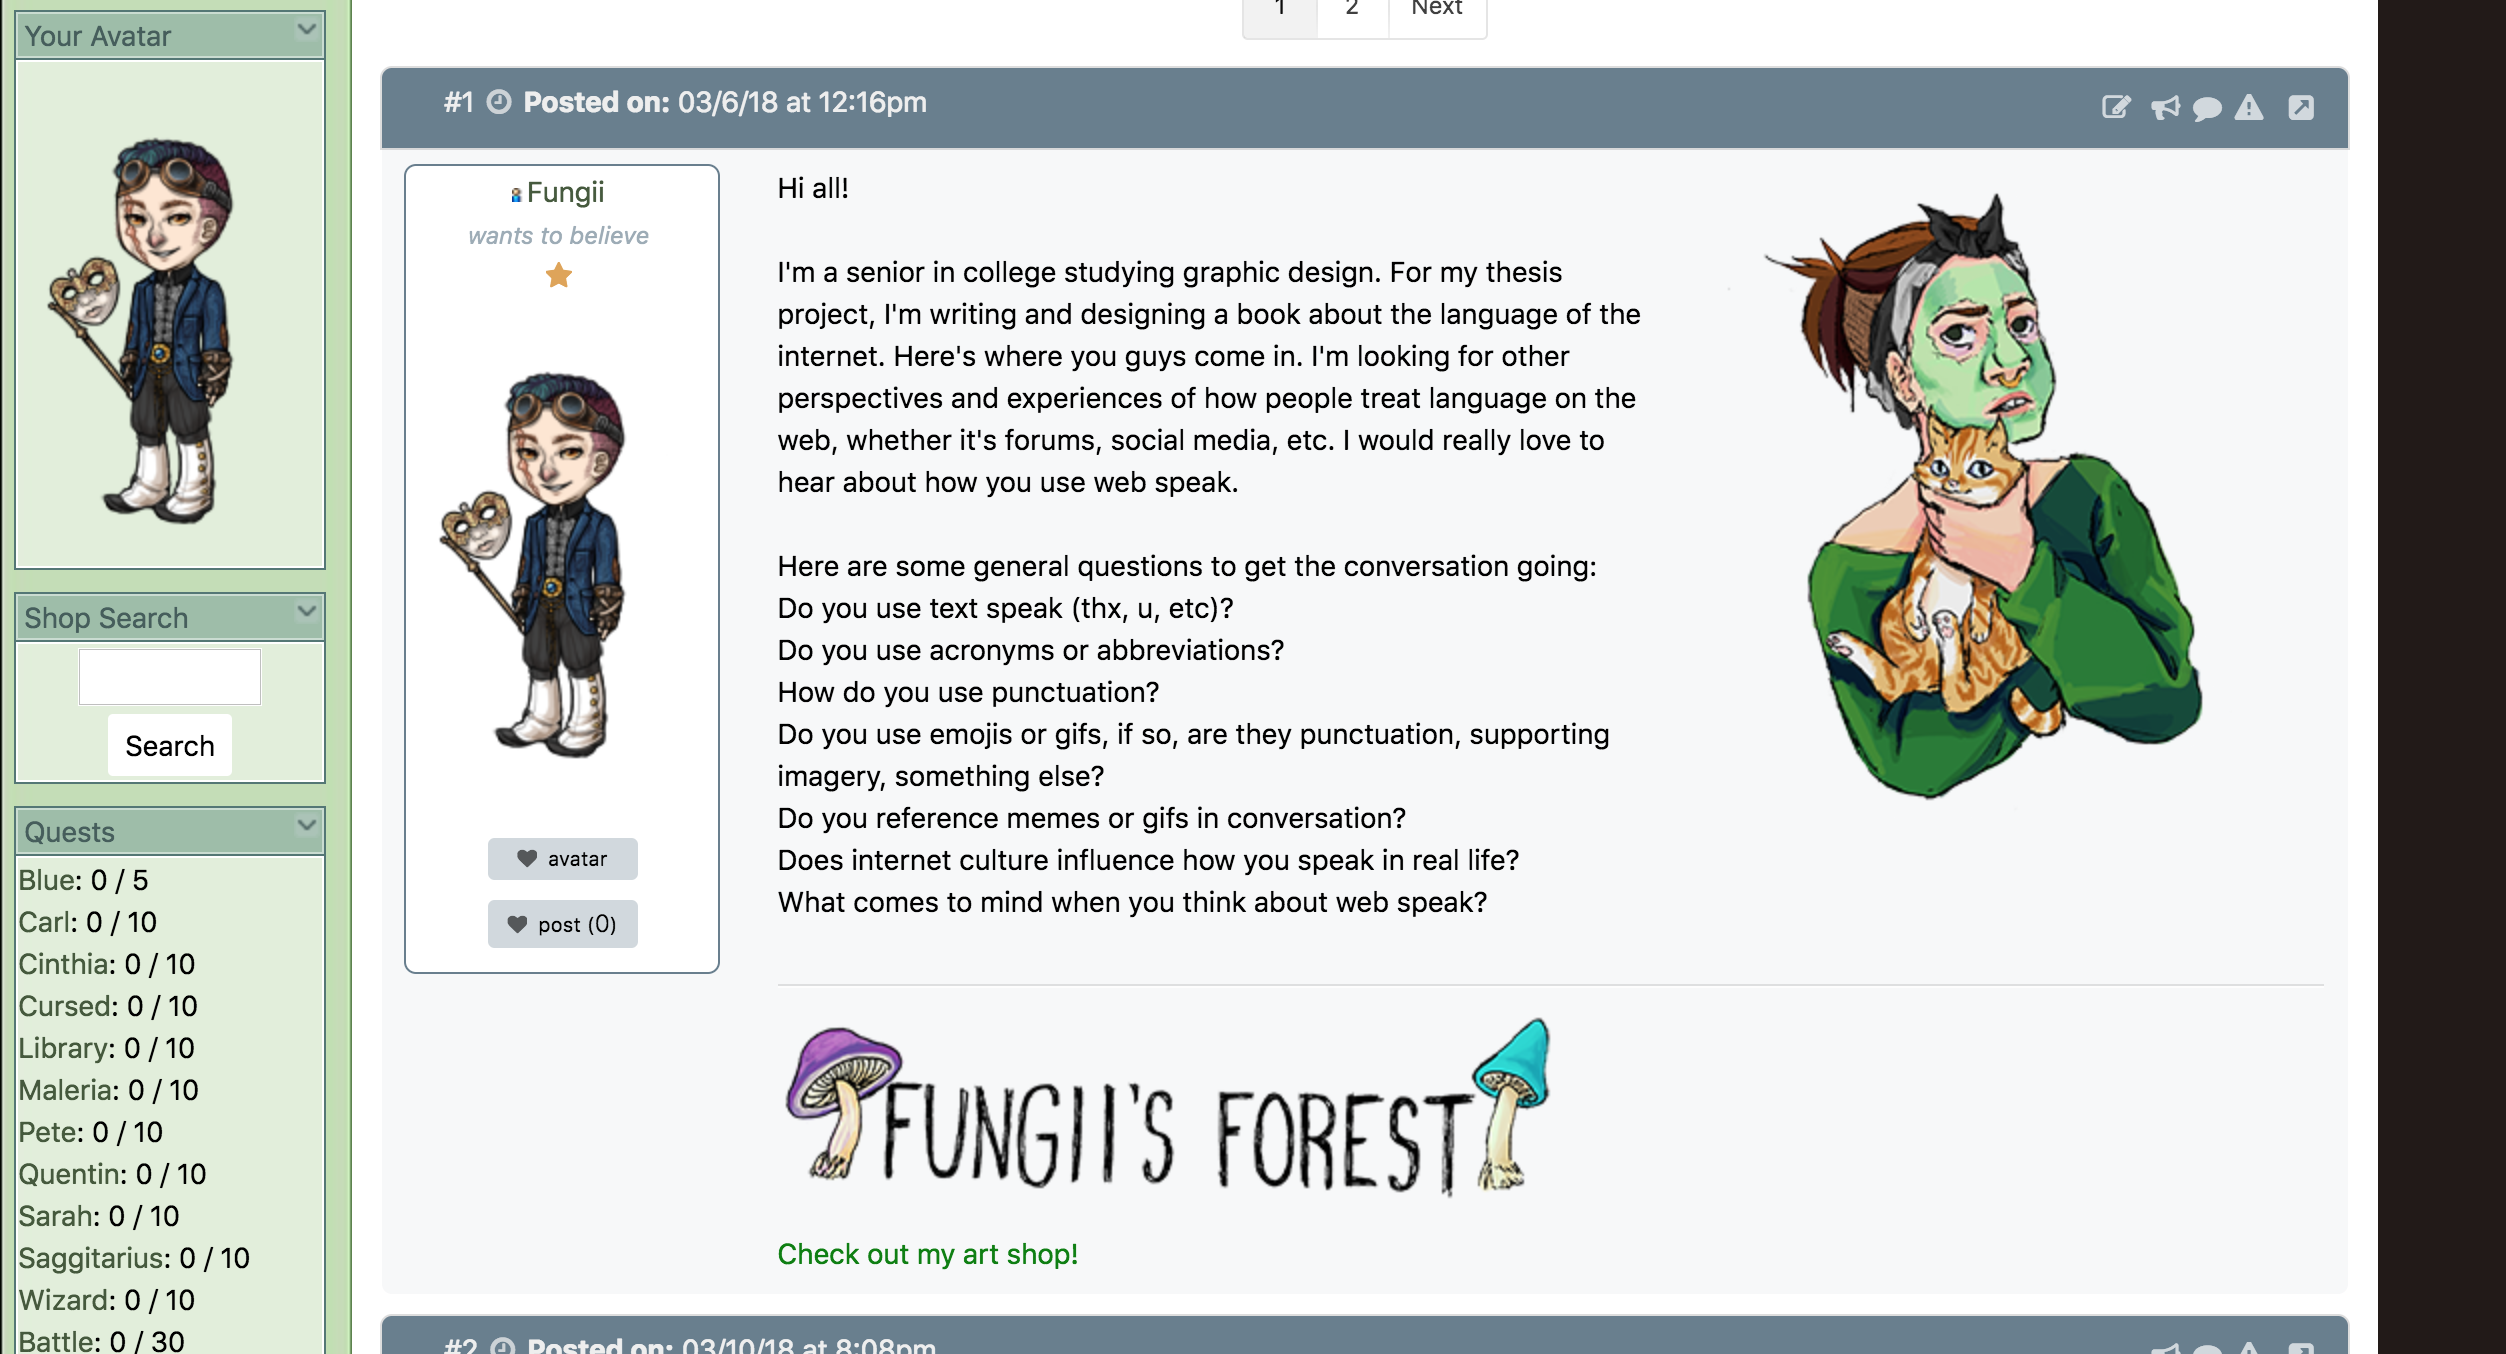 Your Avatar
Shop Search
Search
Quests
Blue: 0 / 5
Carl: 0 / 10
Cinthia: 0 / 10
Cursed: 0 / 10
Library: 0 / 10
Maleria: 0 / 10
Pete: 0 / 10
Quentin: 0 / 10
Sarah: 0 / 10
Saggitarius: 0 / 10
Wizard: 0 / 10
Battle: 0 / 30
1 2 Next
#1 Posted on: 03/6/18 at 12:16pm
Fungii
wants to believe
avatar
post (0)
Hi all!
I'm a senior in college studying graphic design. For my thesis
project, I'm writing and designing a book about the language of the
internet. Here's where you guys come in. I'm looking for other
perspectives and experiences of how people treat language on the
web, whether it's forums, social media, etc. I would really love to
hear about how you use web speak.
Here are some general questions to get the conversation going:
Do you use text speak (thx, u, etc)?
Do you use acronyms or abbreviations?
How do you use punctuation?
Do you use emojis or gifs, if so, are they punctuation, supporting
imagery, something else?
Do you reference memes or gifs in conversation?
Does internet culture influence how you speak in real life?
What comes to mind when you think about web speak?
FUNGII'S FOREST
Check out my art shop!
#2 Posted on: 03/10/18 at 8:08pm